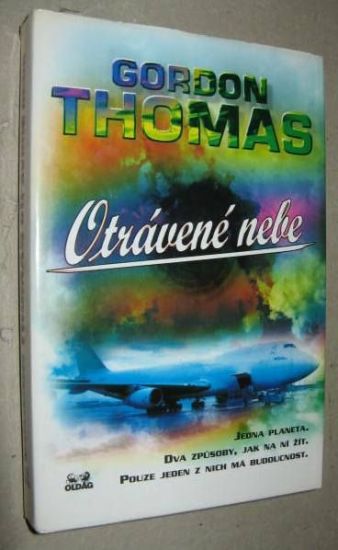 GORDON
THOMAS
Otrávené nebe
JEDNA PLANETA.
DVA ZPŮSOBY, JAK NA NÍ ŽÍT.
POUZE JEDEN Z NICH MÁ BUDOUCNOST.
OLDAG